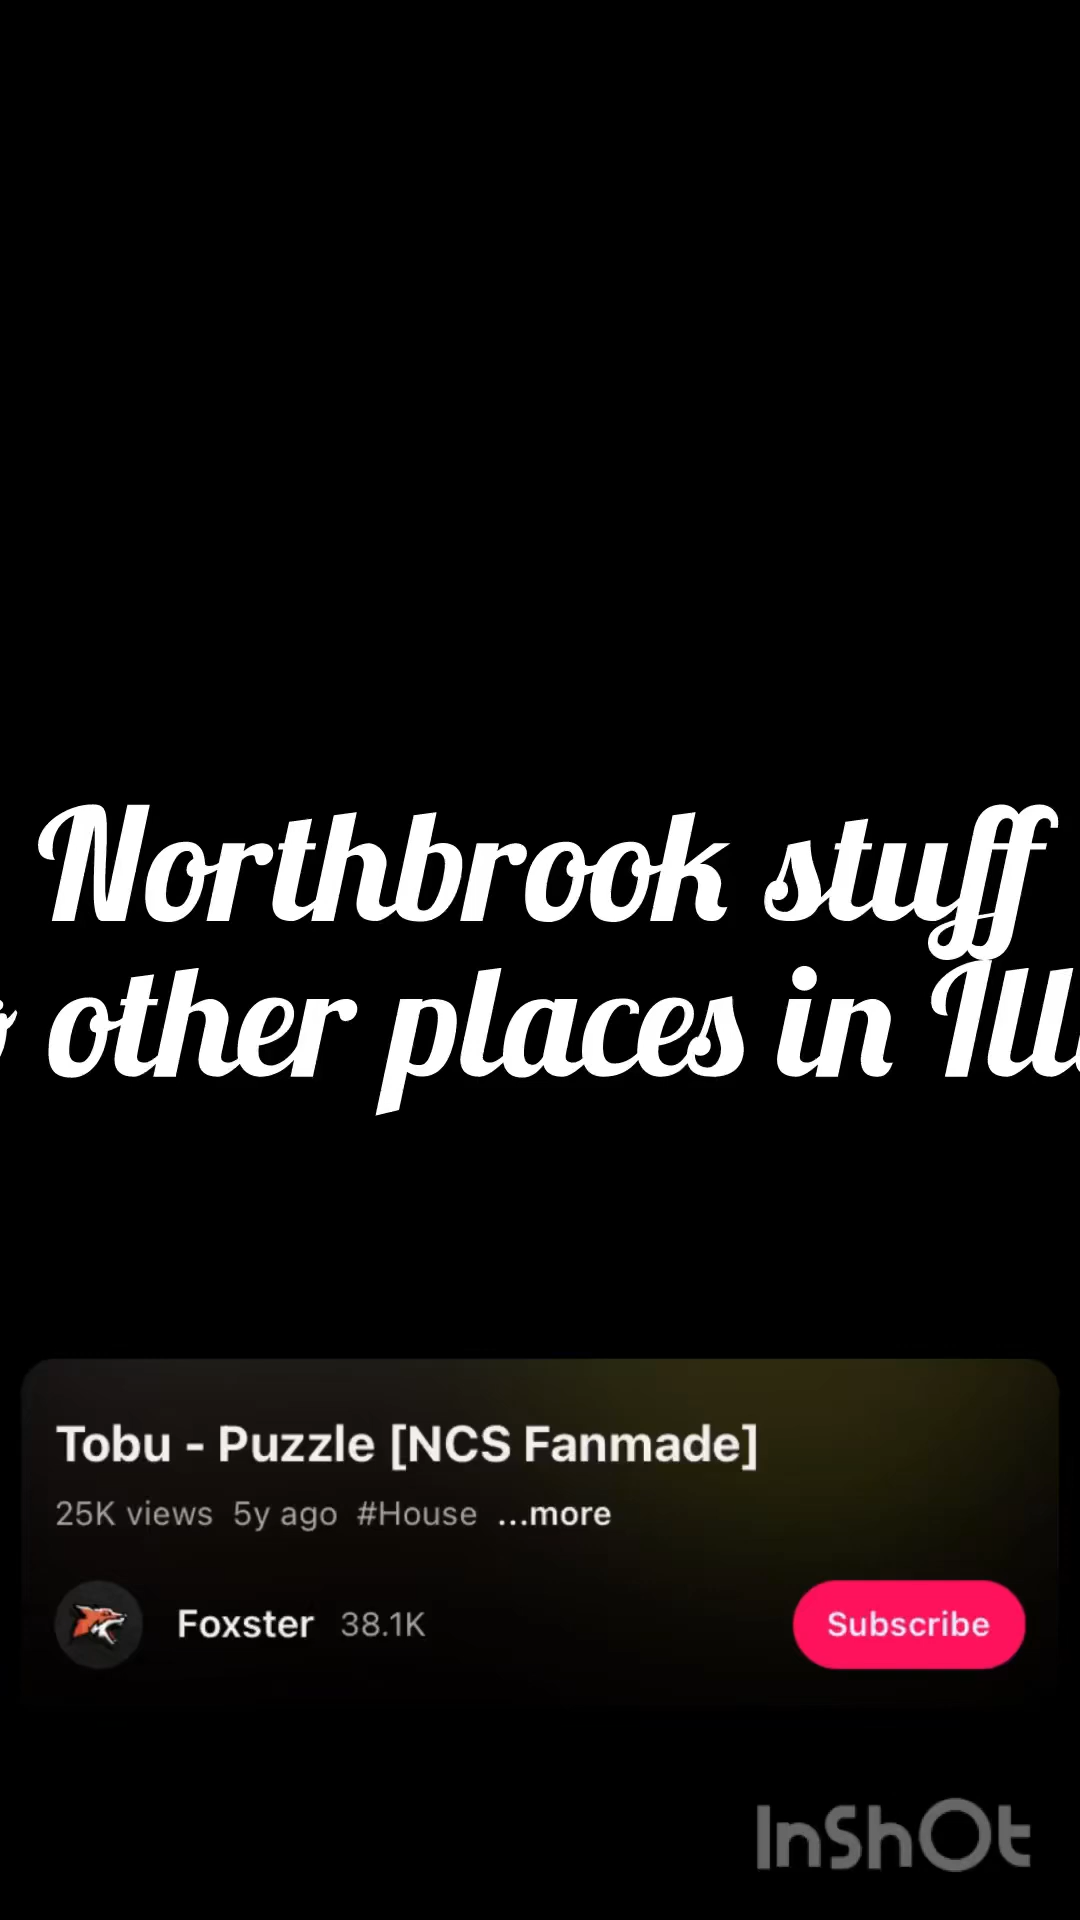 Northbrook stuff
other places in Ill
Tobu - Puzzle [NCS Fanmade]
25K views 5y ago #House ...more
Foxster 38.1K
Subscribe
InShOt